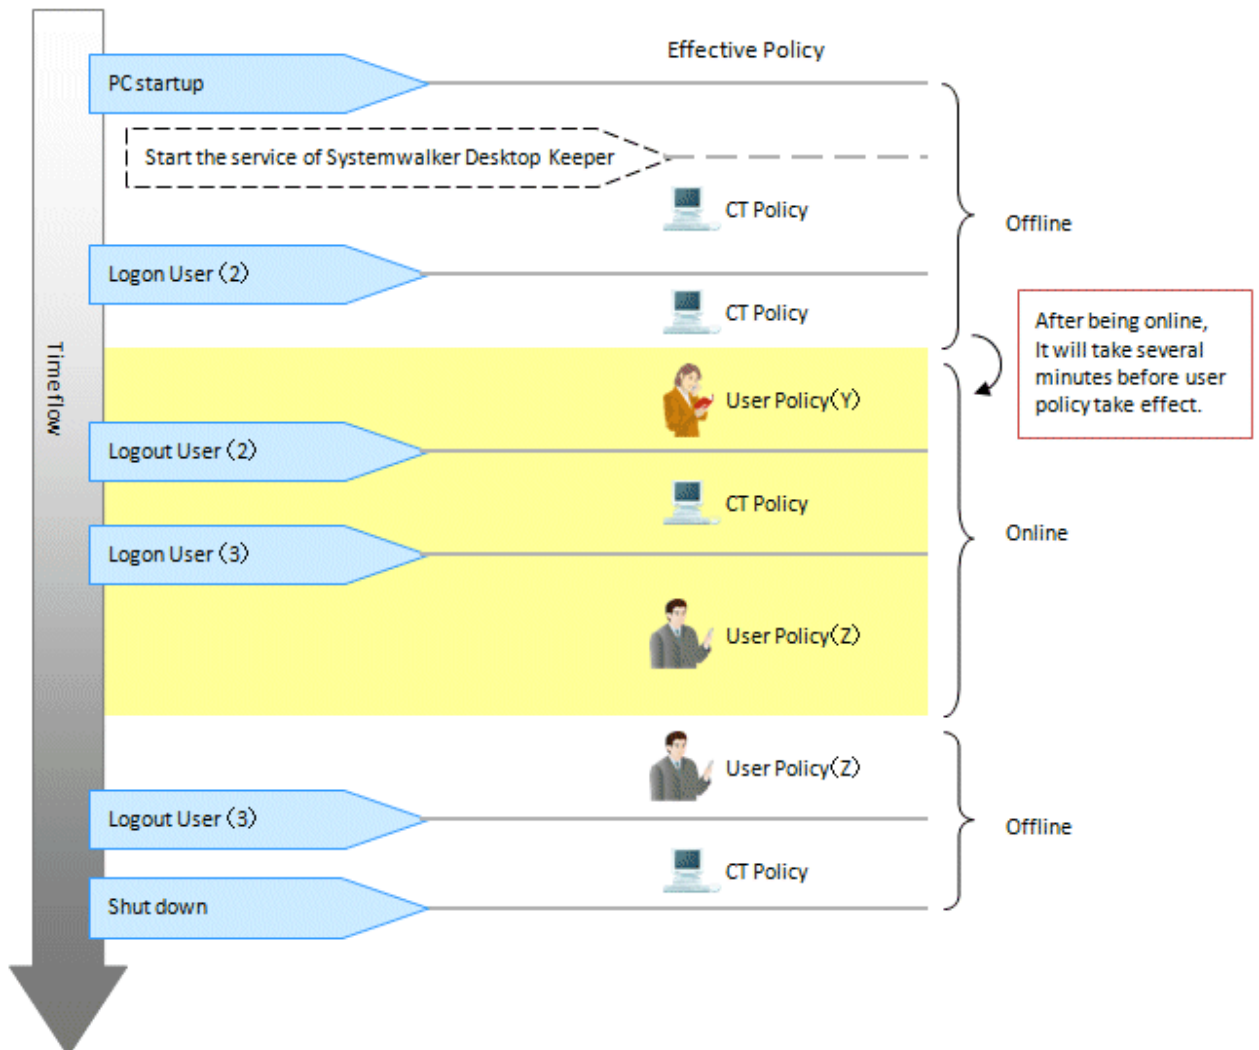 Effective Policy
PC startup
Start the service of Systemwalker Desktop Keeper
CT Policy
Offline
Logon User（2）
CT Policy
After being online,
It will take several
minutes before user
policy take effect.
Timeflow
User Policy(Y)
Logout User（2）
CT Policy
Online
Logon User（3）
User Policy(Z)
User Policy(Z)
Logout User（3）
Offline
CT Policy
Shut down